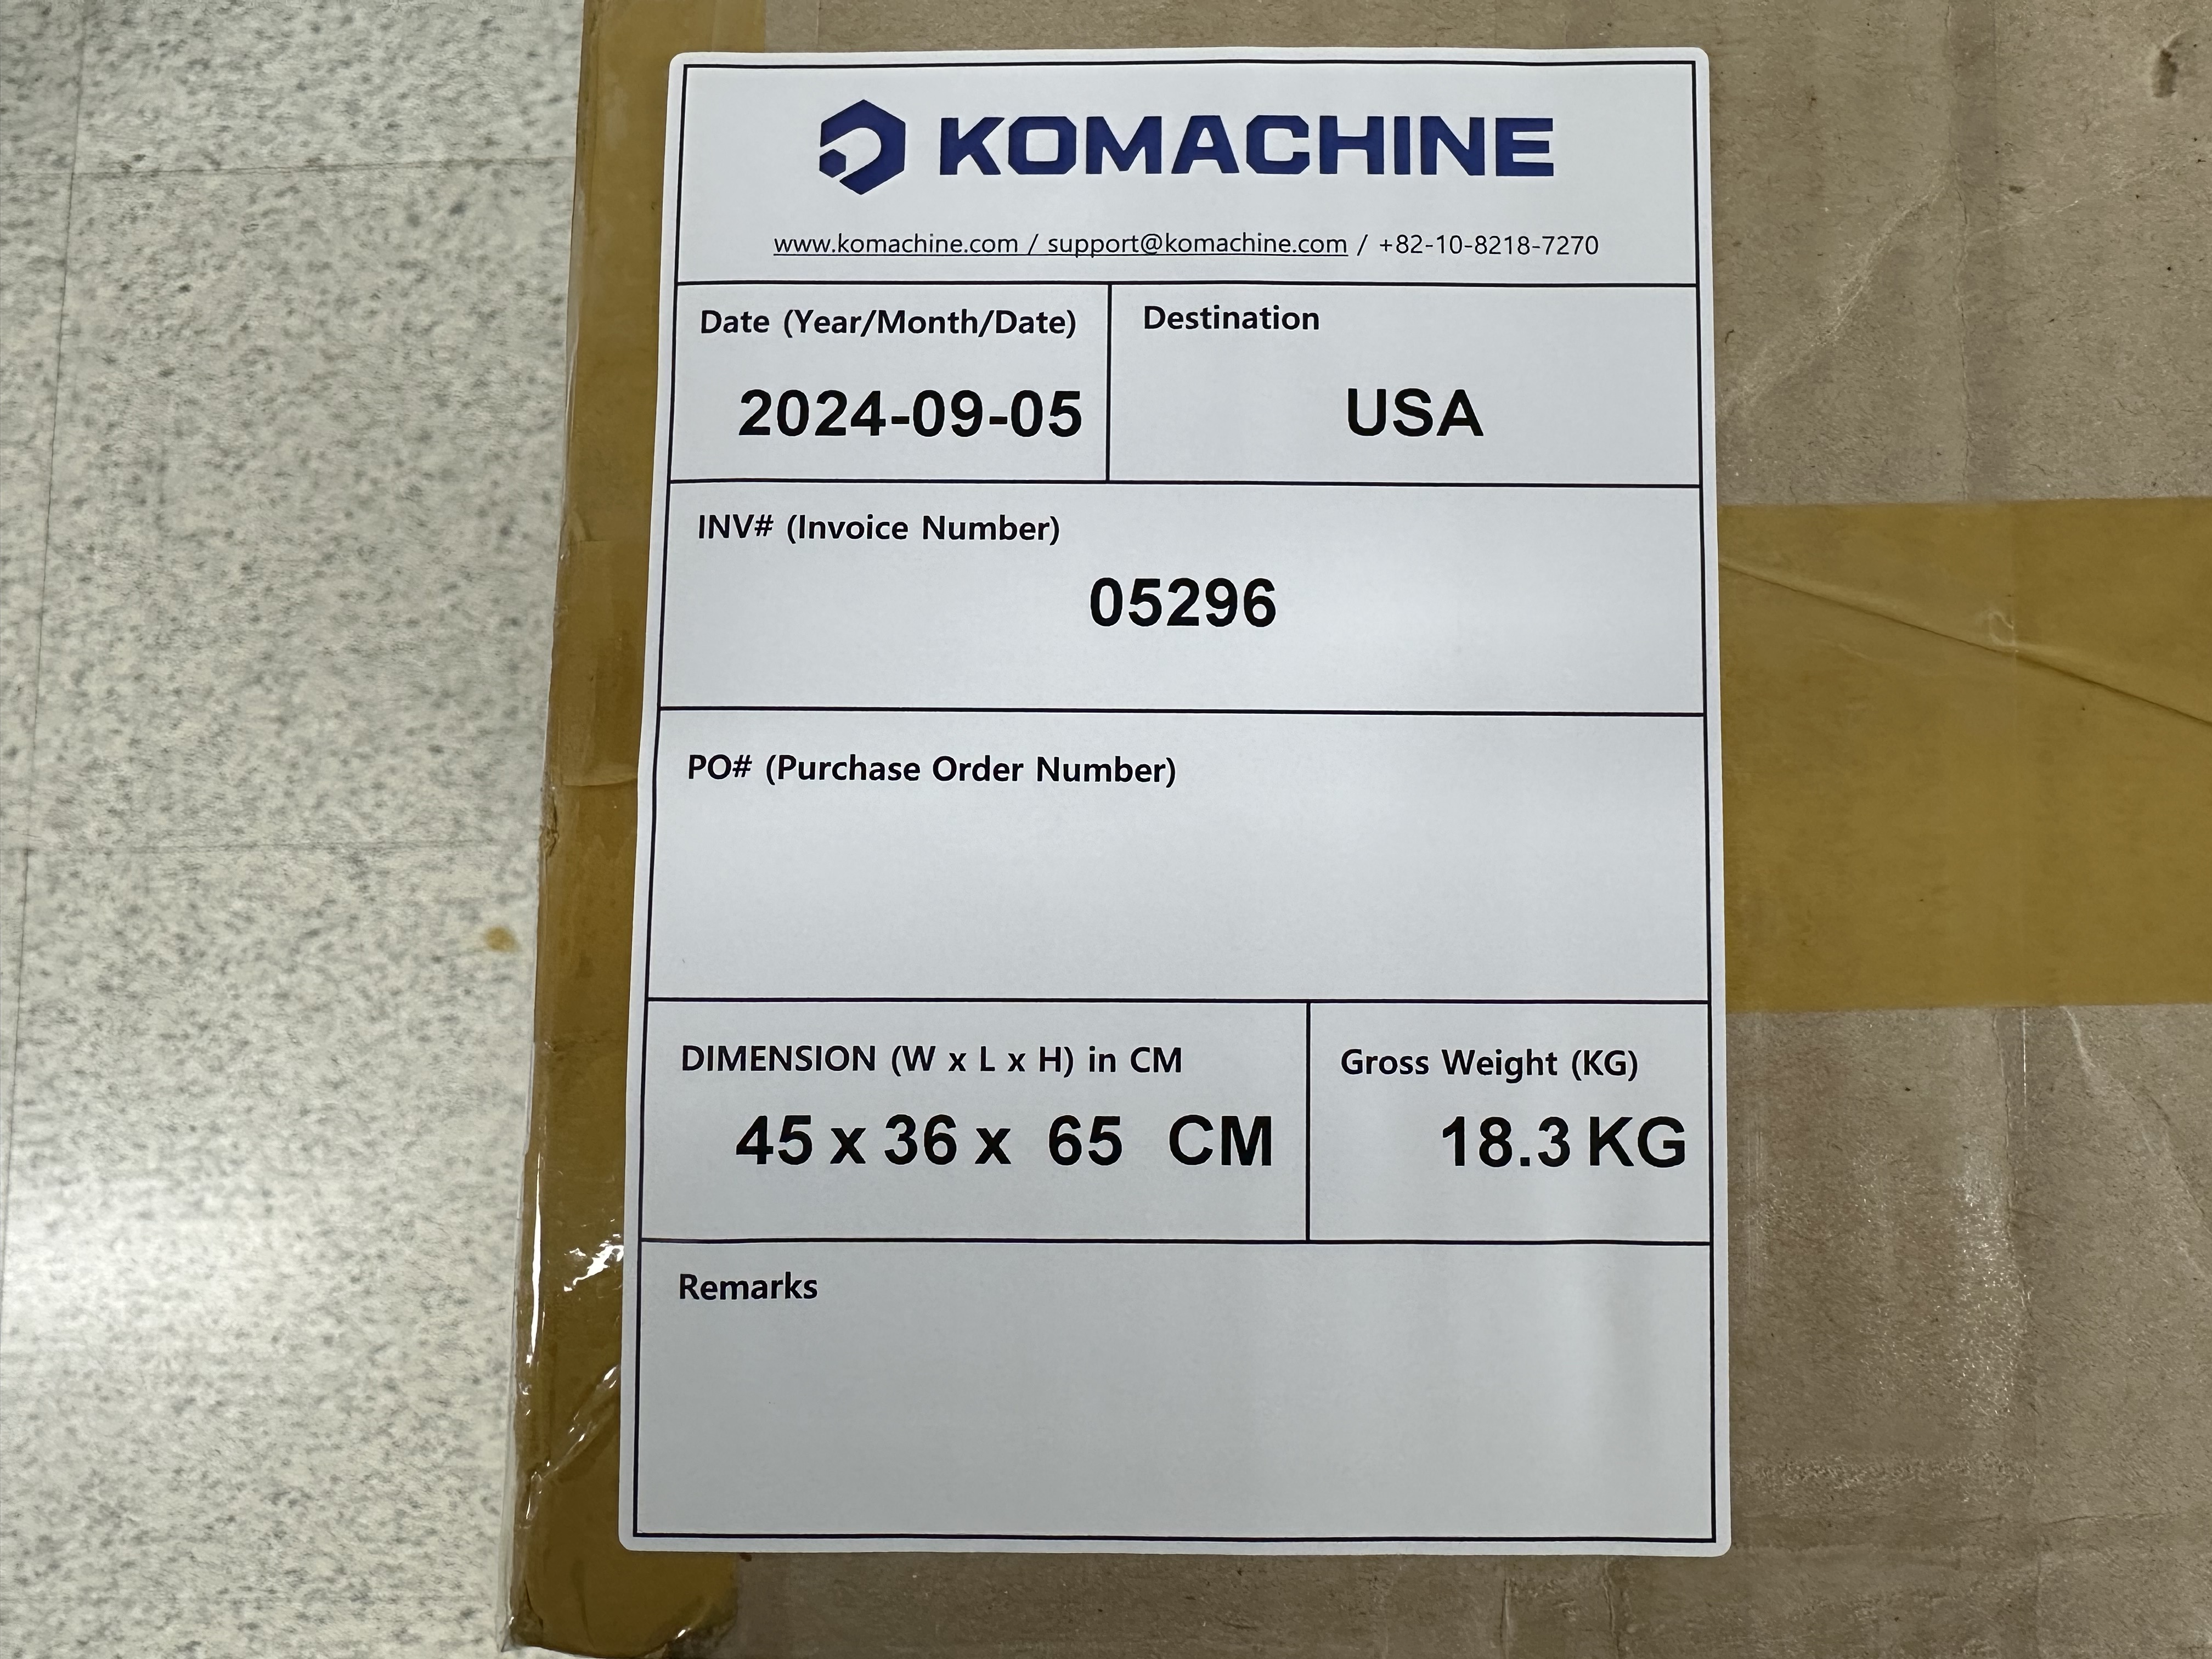 KOMACHINE
www.komachine.com / support@komachine.com / +82-10-8218-7270
Date (Year/Month/Date)
2024-09-05
Destination
USA
INV# (Invoice Number)
05296
PO# (Purchase Order Number)
DIMENSION (W x L x H) in CM
45 x 36 x 65 CM
Gross Weight (KG)
18.3 KG
Remarks